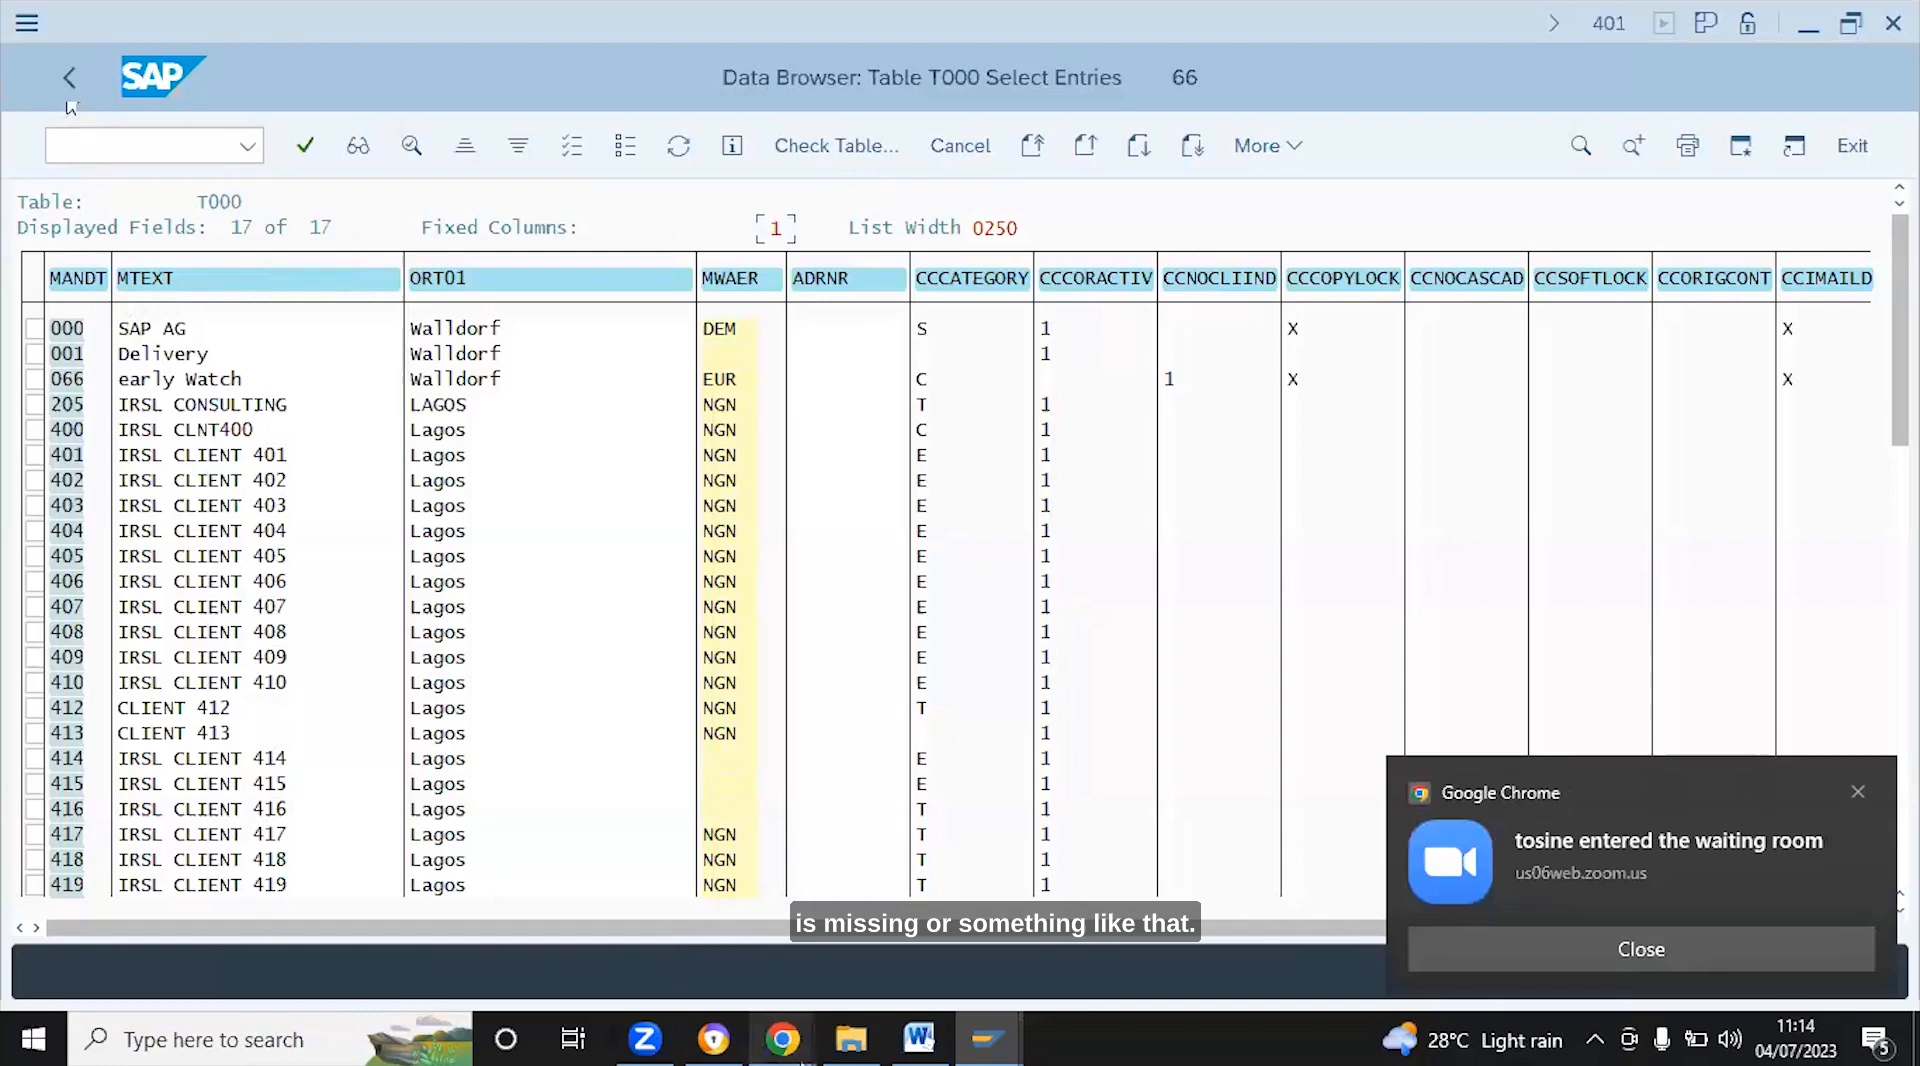 401
SAP
Data Browser: Table T000 Select Entries 66
Check Table... Cancel More Exit
Table: T000
Displayed Fields: 17 of 17 Fixed Columns: 1 List Width 0250
MANDT MTEXT ORT01 MWAER ADRNR CCCATEGORY CCCORACTIV CCNOCLIIND CCCOPYLOCK CCNOCASCAD CCSOFTLOCK CCORIGCONT CCIMAILD
000 SAP AG Walldorf DEM S 1 X X
001 Delivery Walldorf 1
066 early Watch Walldorf EUR C 1 X X
205 IRSL CONSULTING LAGOS NGN T 1
400 IRSL CLNT400 Lagos NGN C 1
401 IRSL CLIENT 401 Lagos NGN E 1
402 IRSL CLIENT 402 Lagos NGN E 1
403 IRSL CLIENT 403 Lagos NGN E 1
404 IRSL CLIENT 404 Lagos NGN E 1
405 IRSL CLIENT 405 Lagos NGN E 1
406 IRSL CLIENT 406 Lagos NGN E 1
407 IRSL CLIENT 407 Lagos NGN E 1
408 IRSL CLIENT 408 Lagos NGN E 1
409 IRSL CLIENT 409 Lagos NGN E 1
410 IRSL CLIENT 410 Lagos NGN E 1
412 CLIENT 412 Lagos NGN T 1
413 CLIENT 413 Lagos NGN 1
414 IRSL CLIENT 414 Lagos E 1
415 IRSL CLIENT 415 Lagos E 1
416 IRSL CLIENT 416 Lagos T 1
417 IRSL CLIENT 417 Lagos NGN T 1
418 IRSL CLIENT 418 Lagos NGN T 1
419 IRSL CLIENT 419 Lagos NGN T 1
Google Chrome
tosine entered the waiting room
us06web.zoom.us
Close
is missing or something like that.
Type here to search
28°C Light rain
11:14
04/07/2023
5